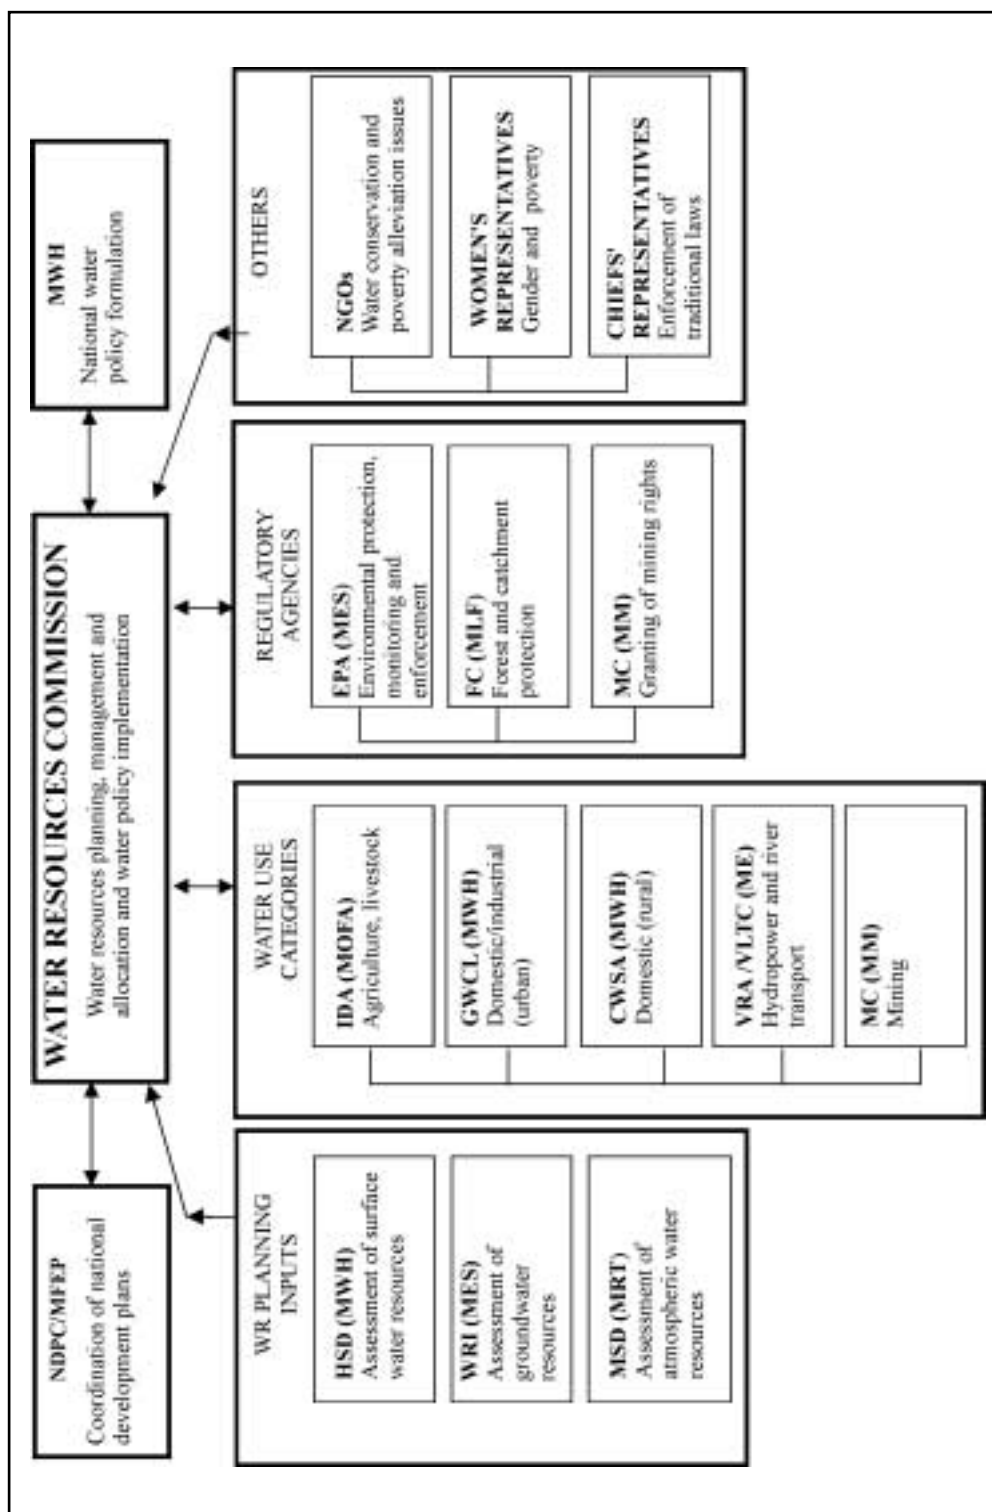 NDPC/MFEP
Coordination of national
development plans
WATER RESOURCES COMMISSION
Water resources planning, management and
allocation and water policy implementation
MWH
National water
policy formulation
WR PLANNING
INPUTS
HSD (MWH)
Assessment of surface
water resources
WRI (MES)
Assessment of
groundwater
resources
MSD (MRT)
Assessment of
atmospheric water
resources
WATER USE
CATEGORIES
IDA (MOFA)
Agriculture, livestock
GWCL (MWH)
Domestic/industrial
(urban)
CWSA (MWH)
Domestic (rural)
VRA /VLTC (ME)
Hydropower and river
transport
MC (MM)
Mining
REGULATORY
AGENCIES
EPA (MES)
Environmental protection,
monitoring and
enforcement
FC (MLF)
Forest and catchment
protection
MC (MM)
Granting of mining rights
OTHERS
NGOs
Water conservation and
poverty alleviation issues
WOMEN'S
REPRESENTATIVES
Gender and poverty
CHIEFS'
REPRESENTATIVES
Enforcement of
traditional laws